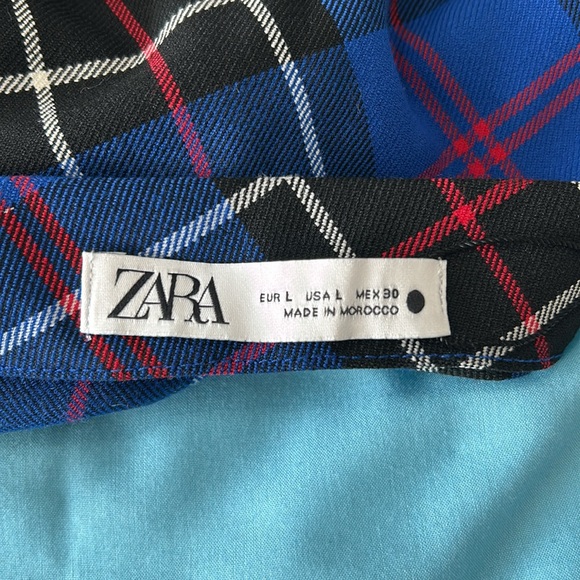 ZARA
EUR L USA L MEX 30
MADE IN MOROCCO